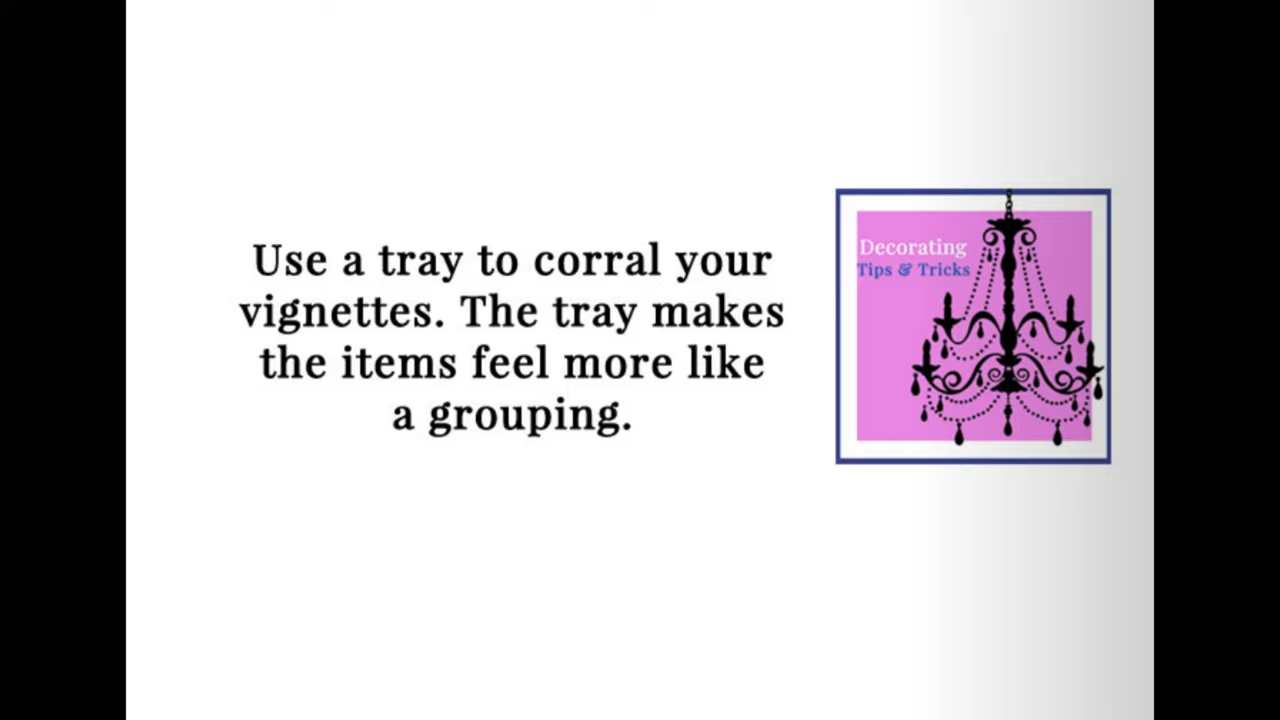 Use a tray to corral your
vignettes. The tray makes
the items feel more like
a grouping.
Decorating
Tips & Tricks